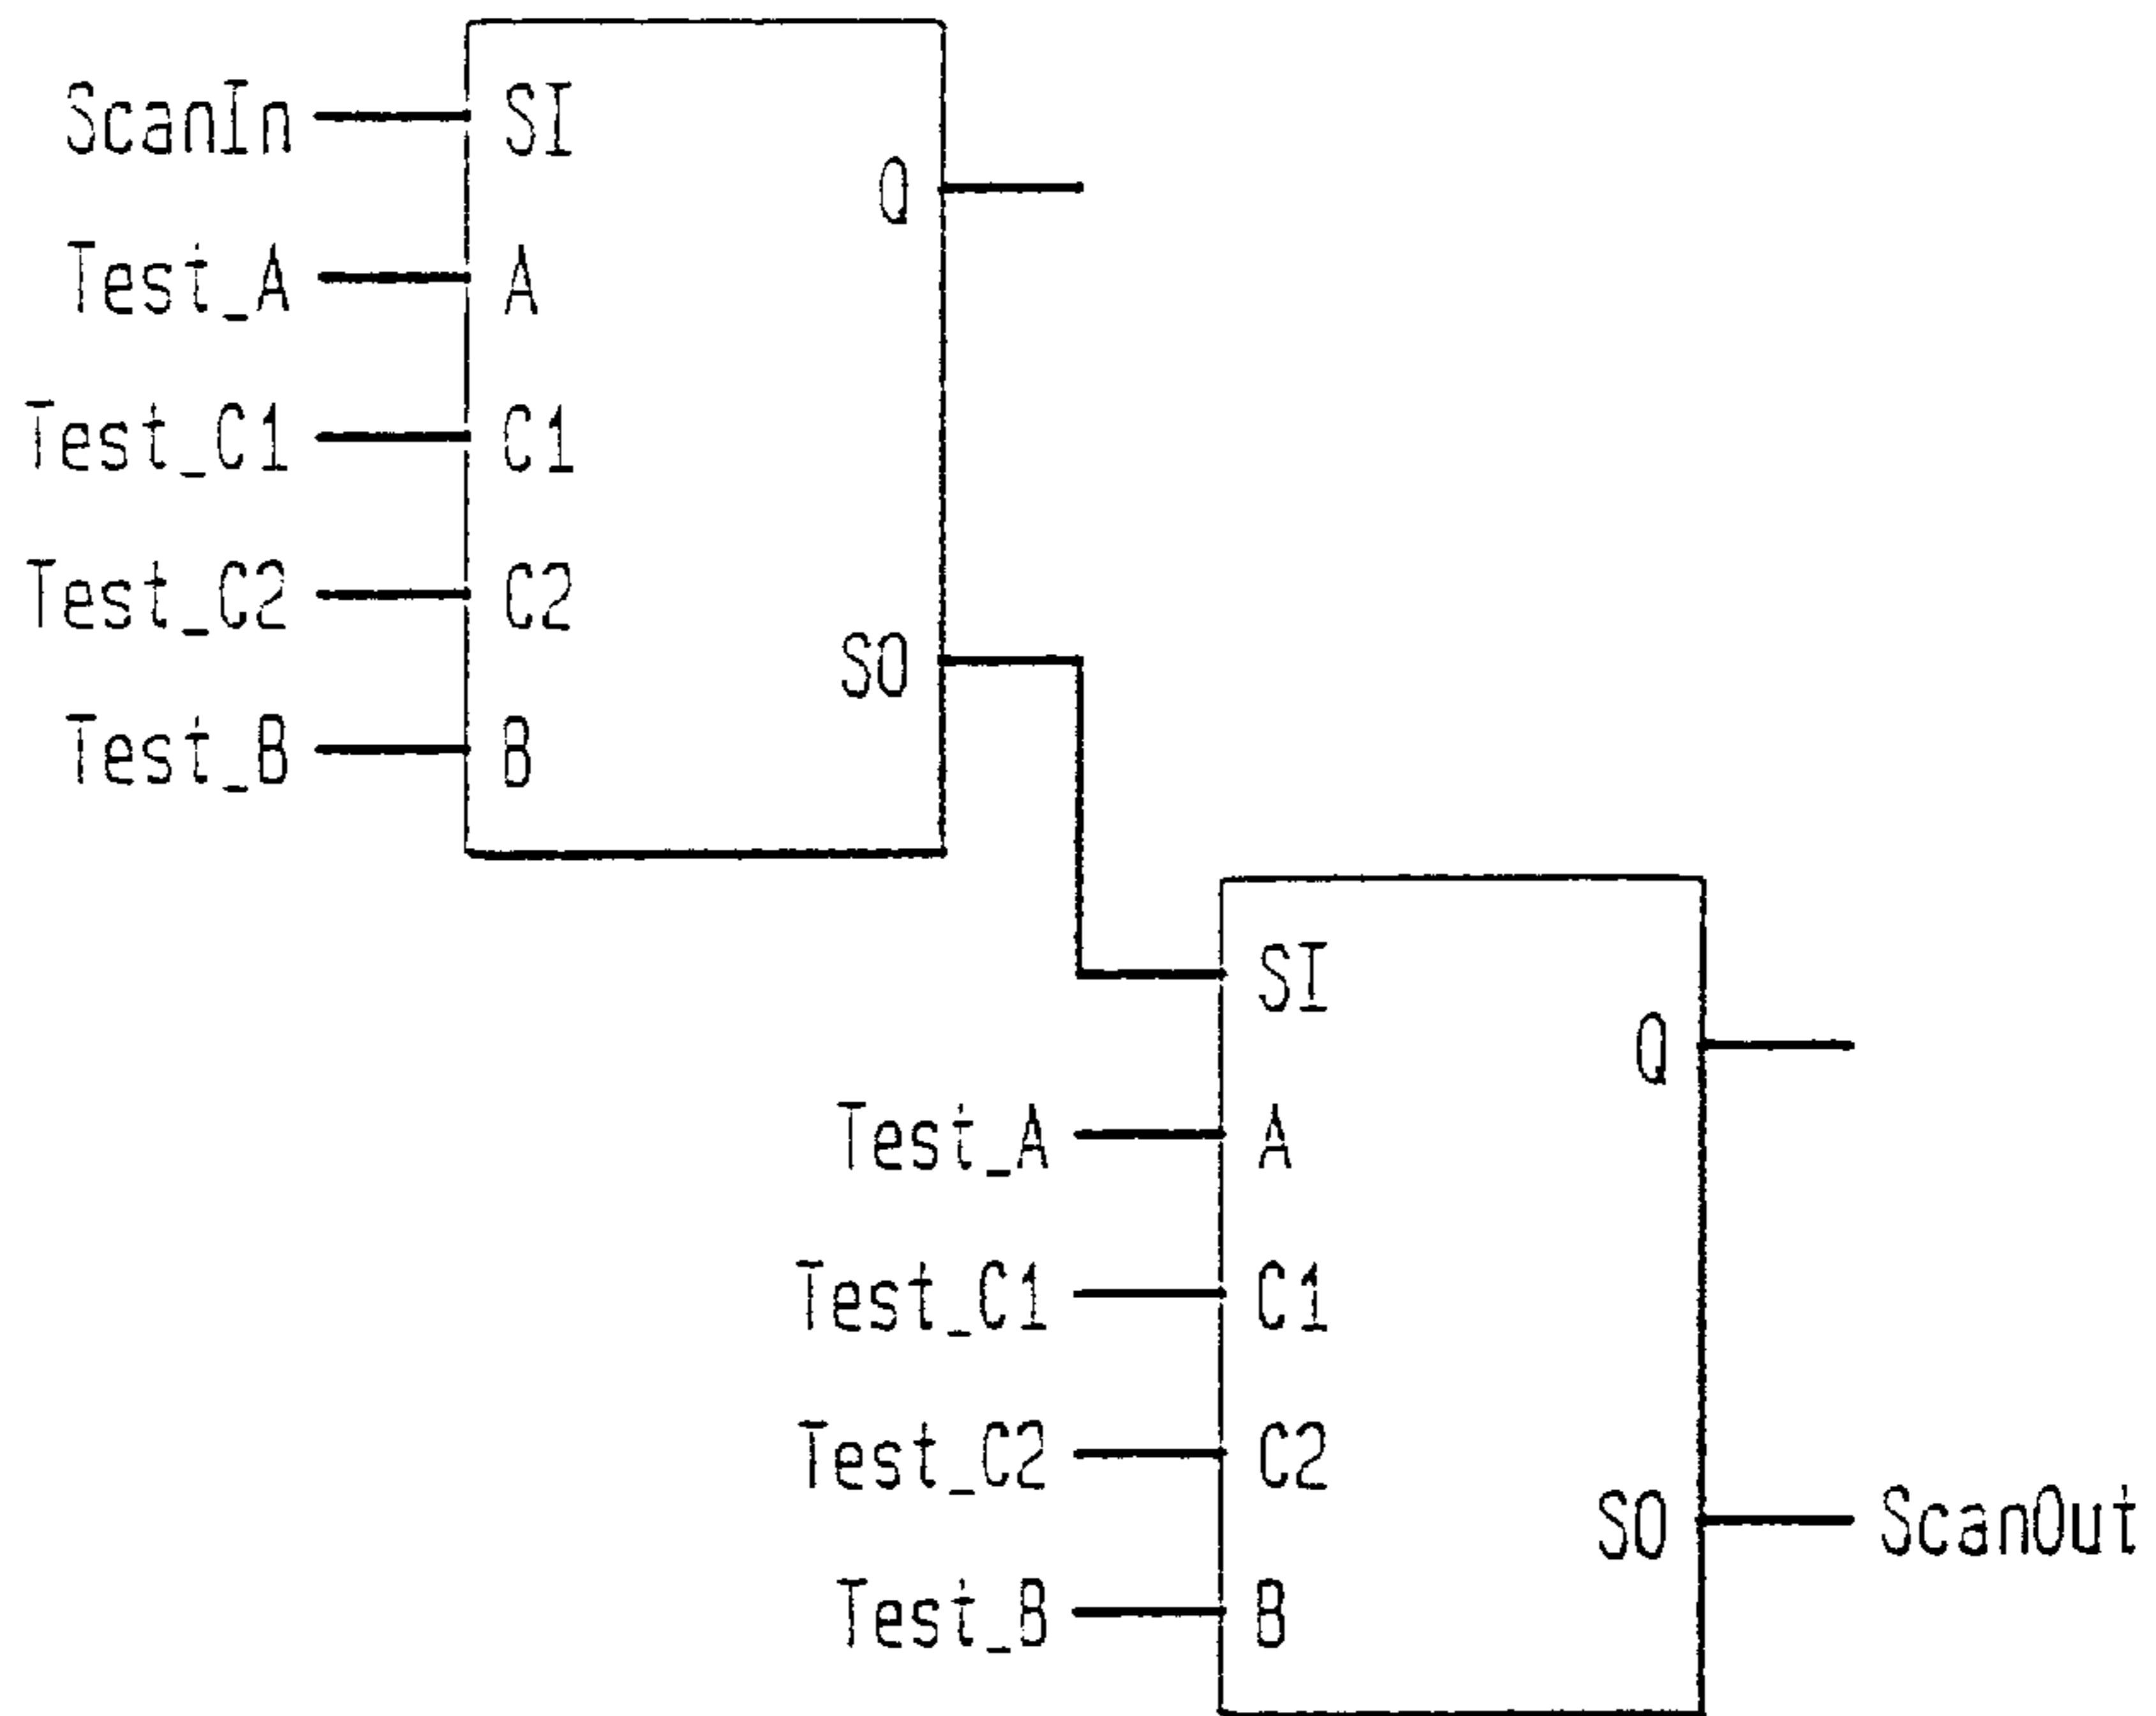 ScanIn SI
Q
Test_A A
Test_C1 C1
Test_C2 C2
SO
Test_B B
SI
Q
Test_A A
Test_C1 C1
Test_C2 C2
SO ScanOut
Test_B B